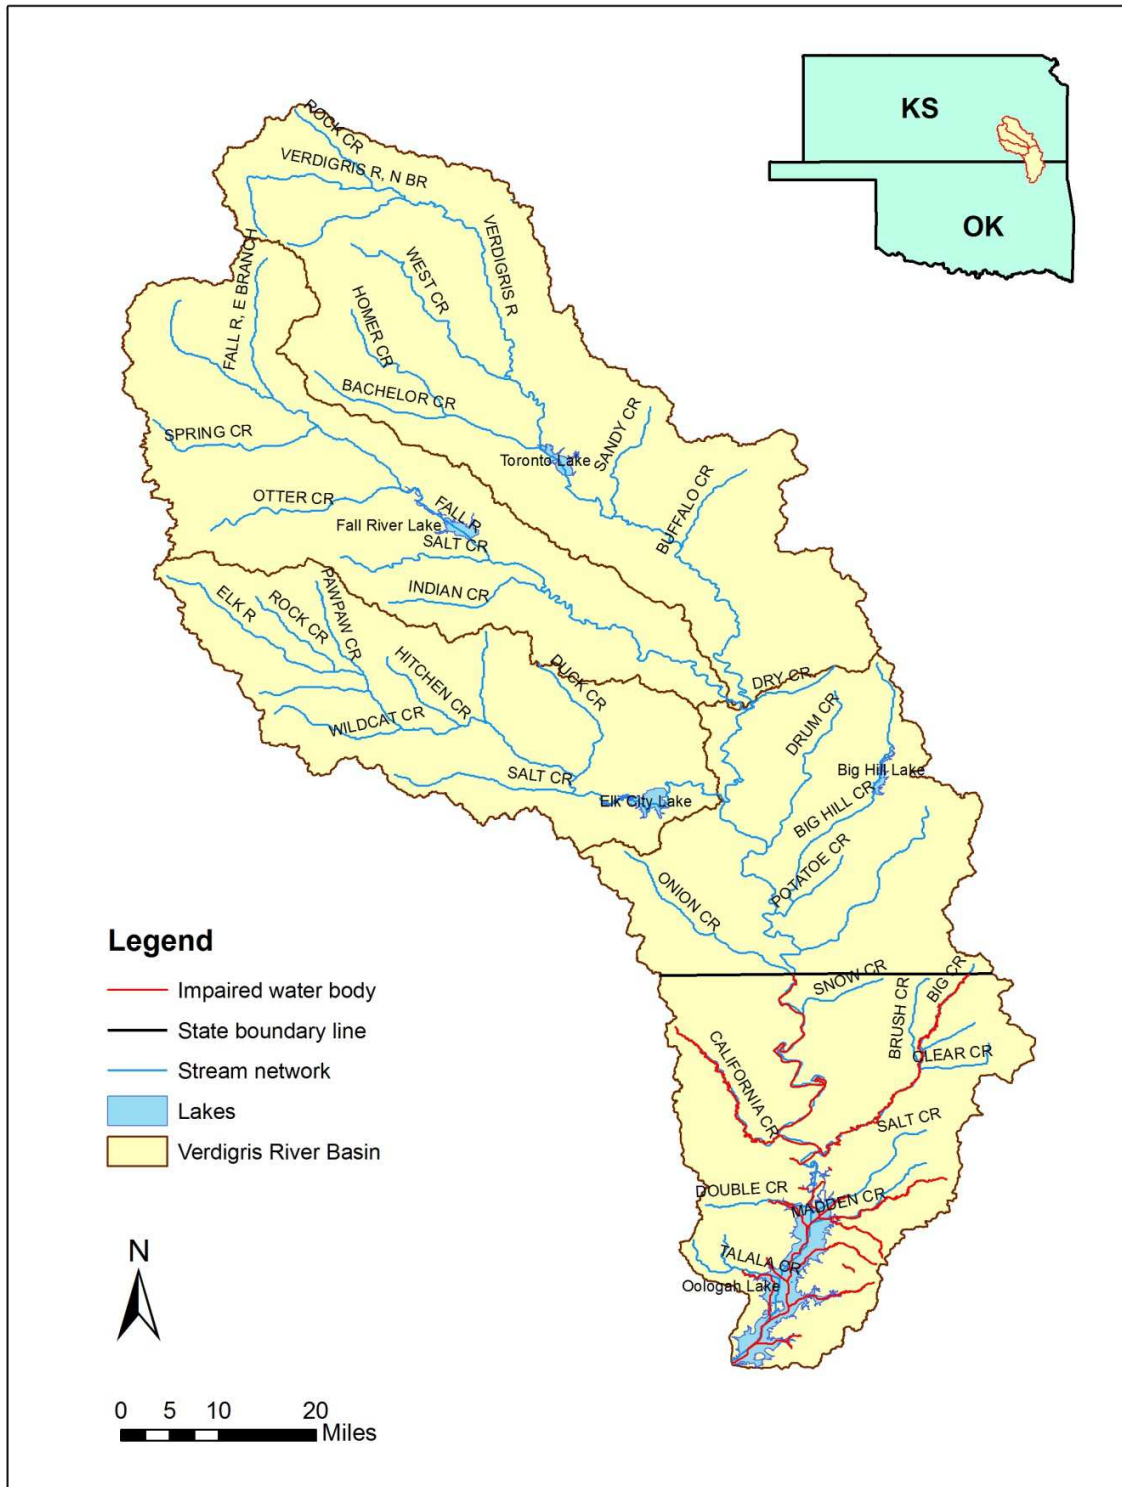 KS
OK
ROCK CR
VERDIGRIS R, N BR
VERDIGRIS R
WEST CR
FALL R, E BRANCH
HOMER CR
BACHELOR CR
SPRING CR
SANDY CR
Toronto Lake
BUFFALO CR
OTTER CR
FALL R
Fall River Lake
SALT CR
INDIAN CR
ELK R
ROCK CR
PAWPAW CR
HITCHEN CR
DUCK CR
DRY CR
WILDCAT CR
DRUM CR
SALT CR
Big Hill Lake
Elk City Lake
BIG HILL CR
POTATOE CR
ONION CR
SNOW CR
BRUSH CR
BIG CR
CALIFORNIA CR
CLEAR CR
SALT CR
DOUBLE CR
MADDEN CR
TALALA CR
Oologah Lake
Legend
Impaired water body
State boundary line
Stream network
Lakes
Verdigris River Basin
N
0 5 10 20
Miles